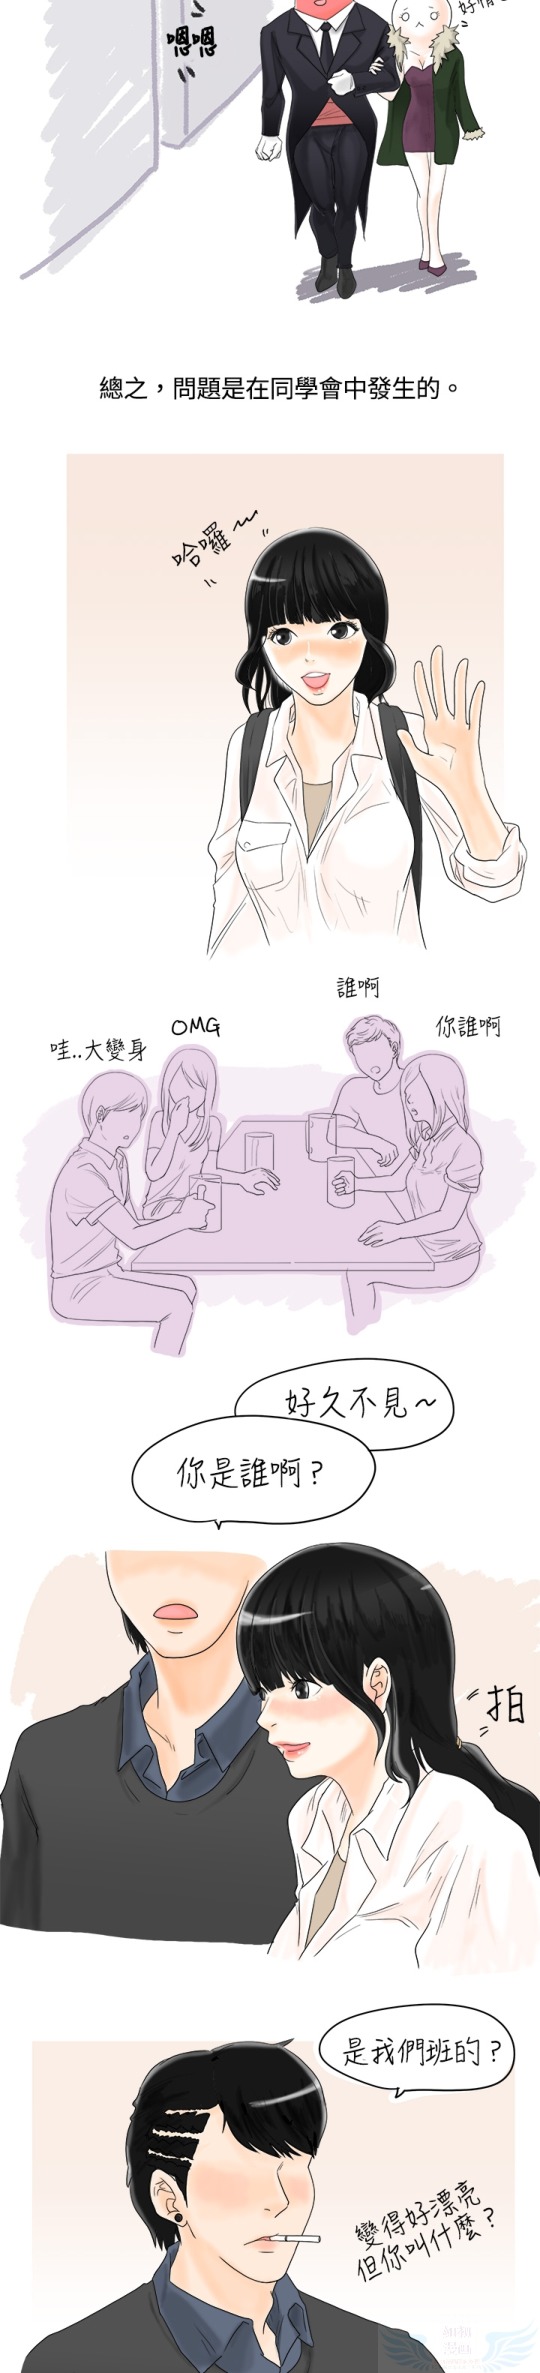 嗯嗯
總之，問題是在同學會中發生的。
哈囉～
誰啊
OMG
你誰啊
哇..大變身
好久不見～
你是誰啊？
拍
是我們班的？
變得好漂亮
但你叫什麼？